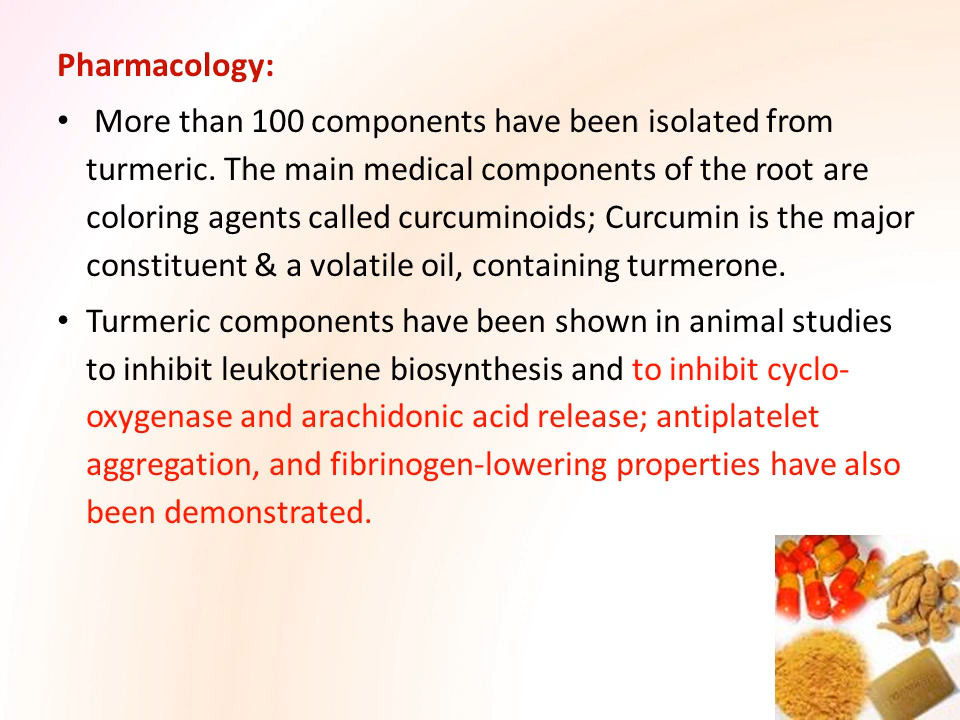 Pharmacology:
• More than 100 components have been isolated from
turmeric. The main medical components of the root are
coloring agents called curcuminoids; Curcumin is the major
constituent & a volatile oil, containing turmerone.
• Turmeric components have been shown in animal studies
to inhibit leukotriene biosynthesis and to inhibit cyclo-
oxygenase and arachidonic acid release; antiplatelet
aggregation, and fibrinogen-lowering properties have also
been demonstrated.